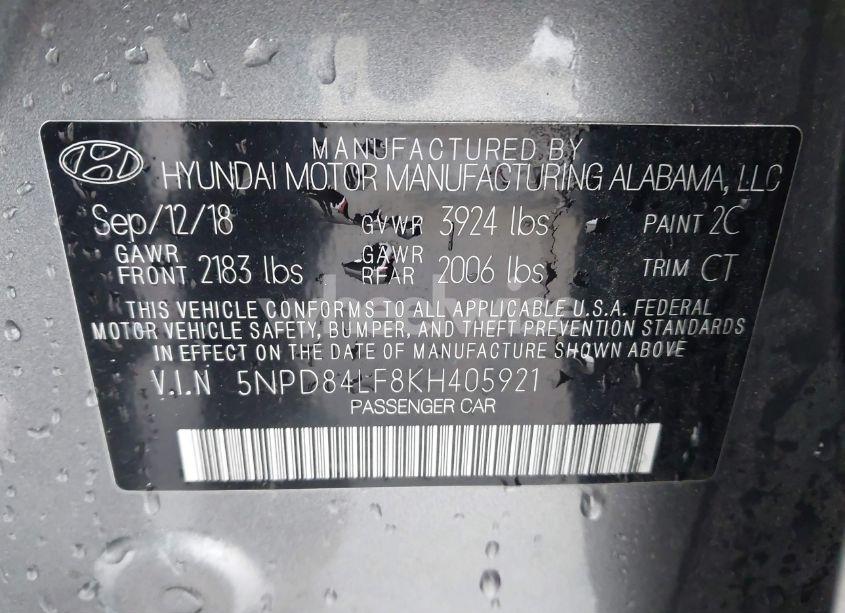 MANUFACTURED BY
HYUNDAI MOTOR MANUFACTURING ALABAMA, LLC
Sep/12/18 GVWR 3924 lbs PAINT 2C
GAWR FRONT 2183 lbs GAWR REAR 2006 lbs TRIM CT
THIS VEHICLE CONFORMS TO ALL APPLICABLE U.S.A. FEDERAL
MOTOR VEHICLE SAFETY, BUMPER, AND THEFT PREVENTION STANDARDS
IN EFFECT ON THE DATE OF MANUFACTURE SHOWN ABOVE
V.I.N 5NPD84LF8KH405921
PASSENGER CAR